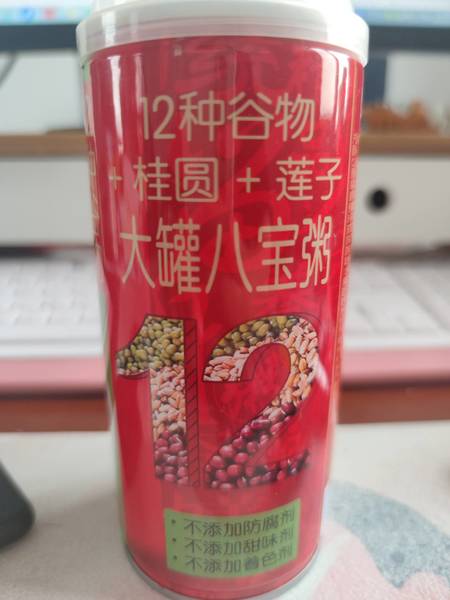 12种谷物
+ 桂圆 + 莲子
大罐八宝粥
12
· 不添加防腐剂
· 不添加甜味剂
· 不添加着色剂